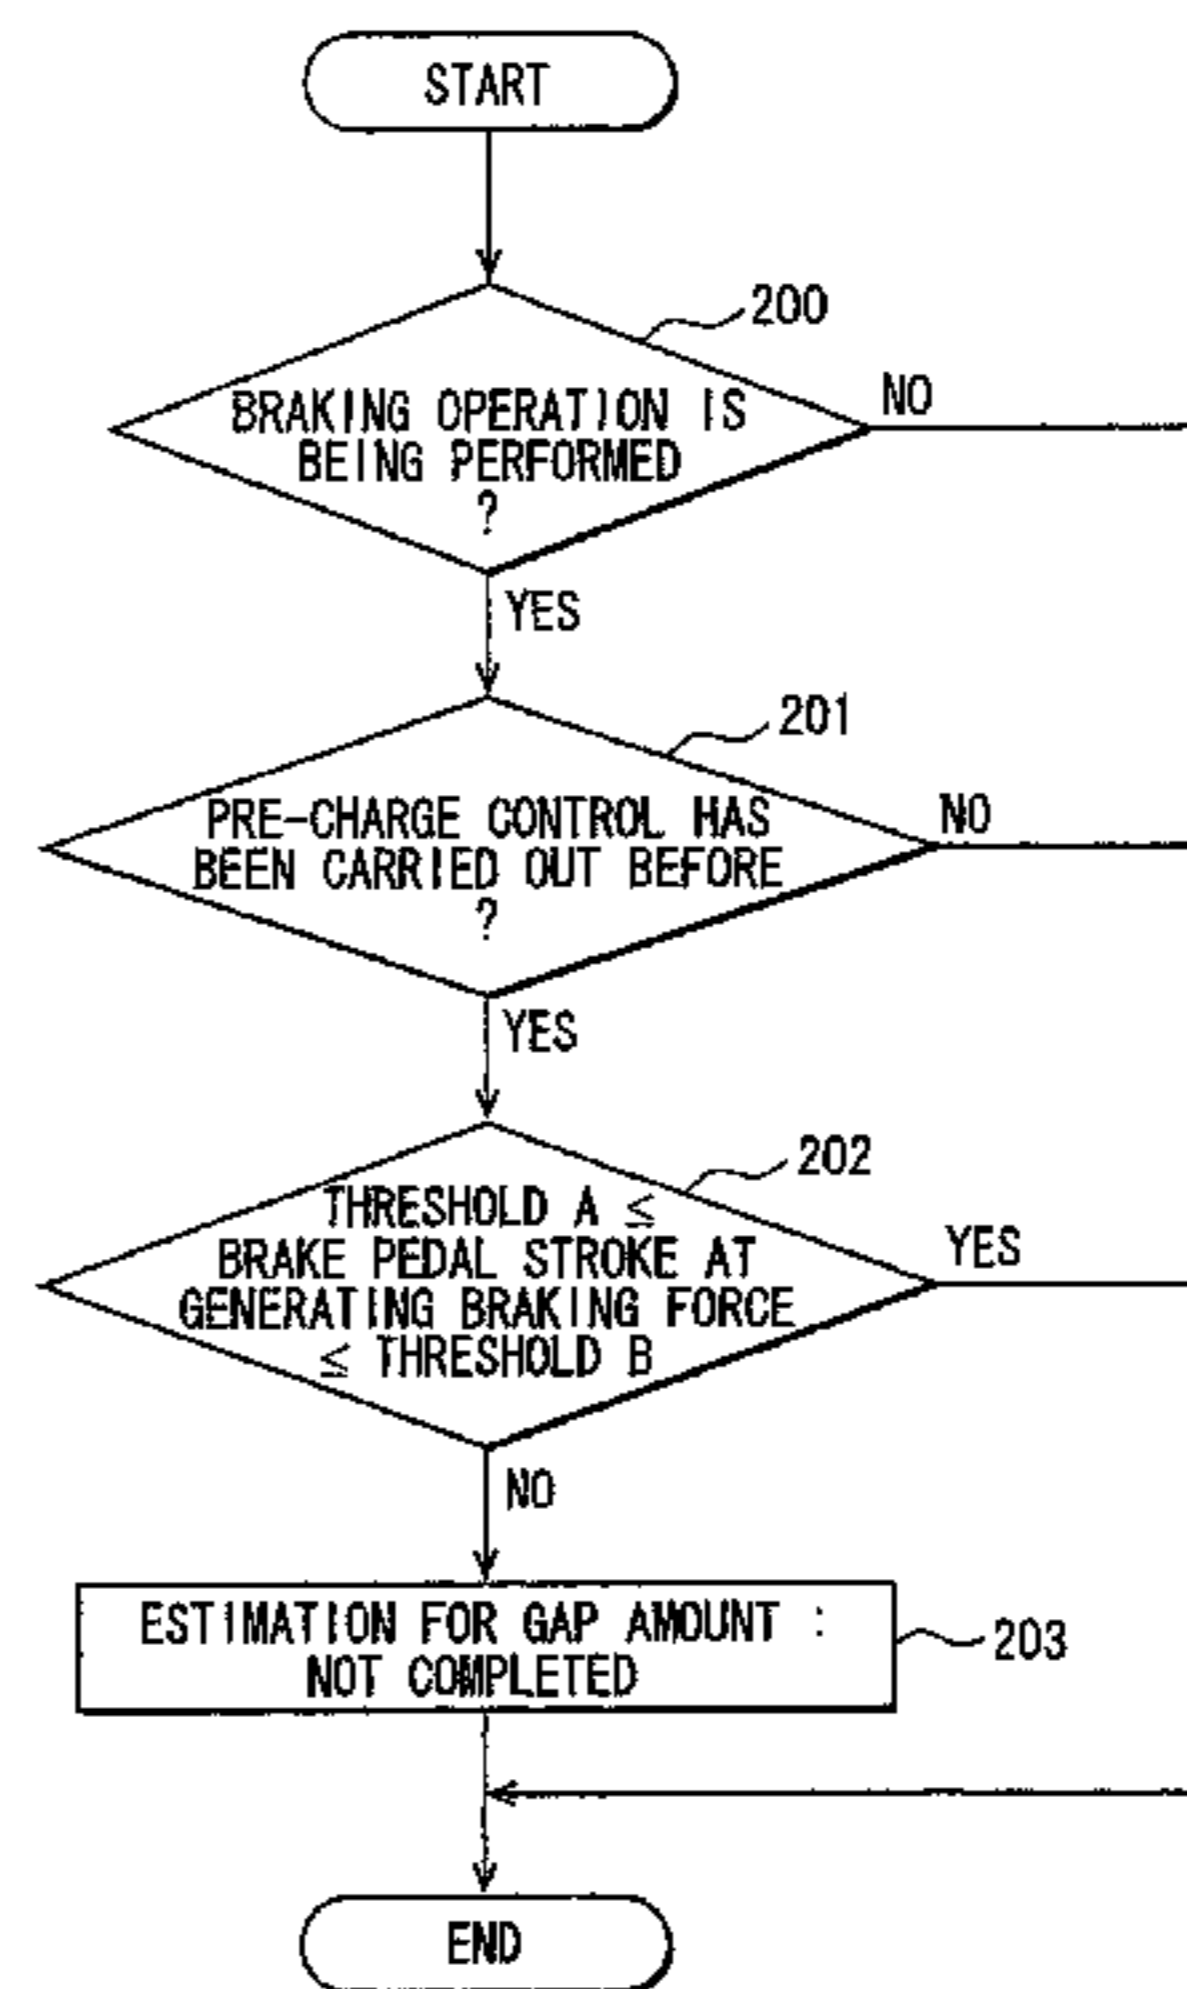 START
200
BRAKING OPERATION IS
BEING PERFORMED
?
NO
YES
201
PRE-CHARGE CONTROL HAS
BEEN CARRIED OUT BEFORE
?
NO
YES
202
THRESHOLD A ≤
BRAKE PEDAL STROKE AT
GENERATING BRAKING FORCE
≤ THRESHOLD B
YES
NO
ESTIMATION FOR GAP AMOUNT :
NOT COMPLETED
203
END